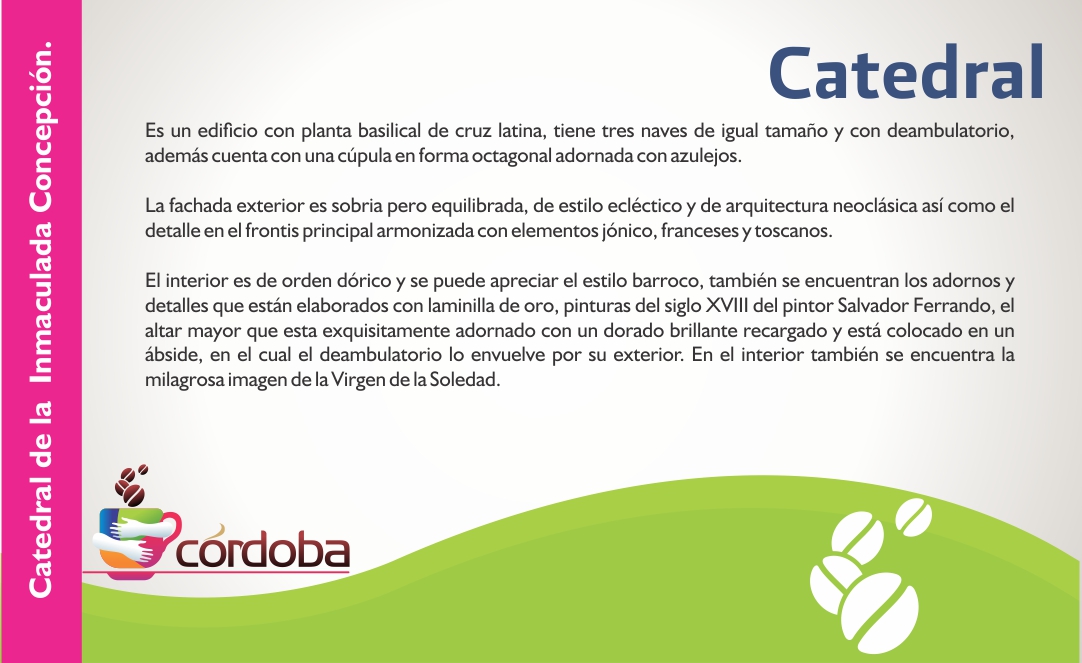 Catedral de la Inmaculada Concepción.
Catedral
Es un edificio con planta basilical de cruz latina, tiene tres naves de igual tamaño y con deambulatorio,
además cuenta con una cúpula en forma octagonal adornada con azulejos.
La fachada exterior es sobria pero equilibrada, de estilo ecléctico y de arquitectura neoclásica así como el
detalle en el frontis principal armonizada con elementos jónico, franceses y toscanos.
El interior es de orden dórico y se puede apreciar el estilo barroco, también se encuentran los adornos y
detalles que están elaborados con laminilla de oro, pinturas del siglo XVIII del pintor Salvador Ferrando, el
altar mayor que esta exquisitamente adornado con un dorado brillante recargado y está colocado en un
ábside, en el cual el deambulatorio lo envuelve por su exterior. En el interior también se encuentra la
milagrosa imagen de la Virgen de la Soledad.
córdoba